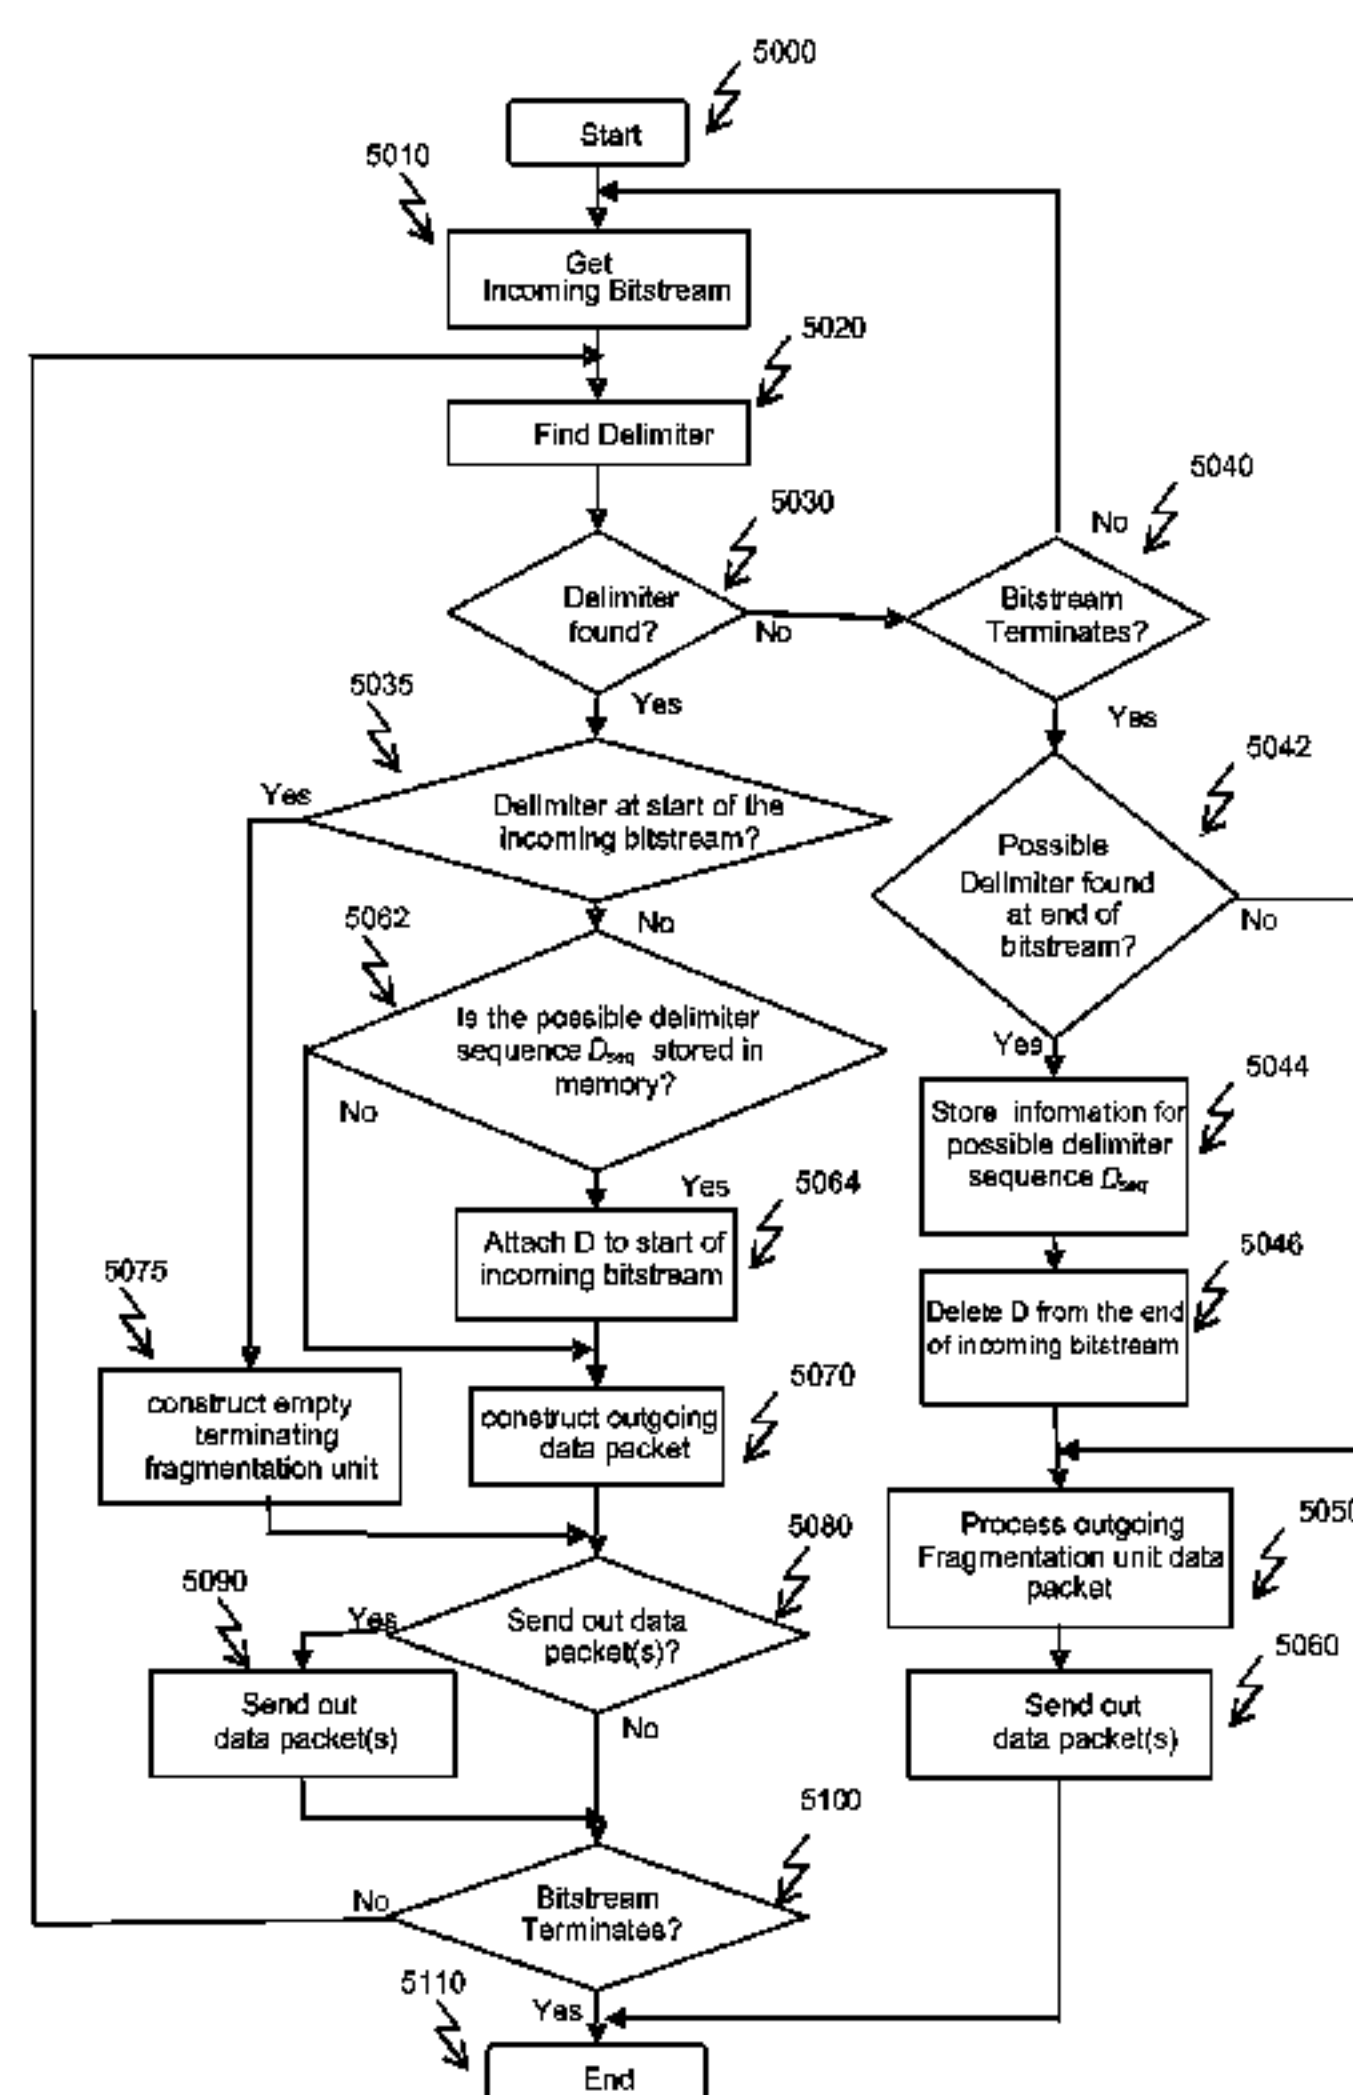 5000
Start
5010
Get
Incoming Bitstream
5020
Find Delimiter
5030
5040
No
Delimiter
found?
No
Bitstream
Terminates?
5035
Yes
Yes
5042
Yes
Delimiter at start of the
incoming bitstream?
Possible
Delimiter found
at end of
bitstream?
No
5062
No
Is the possible delimiter
sequence Dseq stored in
memory?
No
Yes
5044
Store information for
possible delimiter
sequence Dseq
Yes
5064
Attach D to start of
incoming bitstream
5046
Delete D from the end
of incoming bitstream
5075
construct empty
terminating
fragmentation unit
5070
construct outgoing
data packet
5050
Process outgoing
Fragmentation unit data
packet
5080
5090
Yes
Send out data
packet(s)?
5060
Send out
data packet(s)
No
Send out
data packet(s)
5100
No
Bitstream
Terminates?
5110
Yes
End